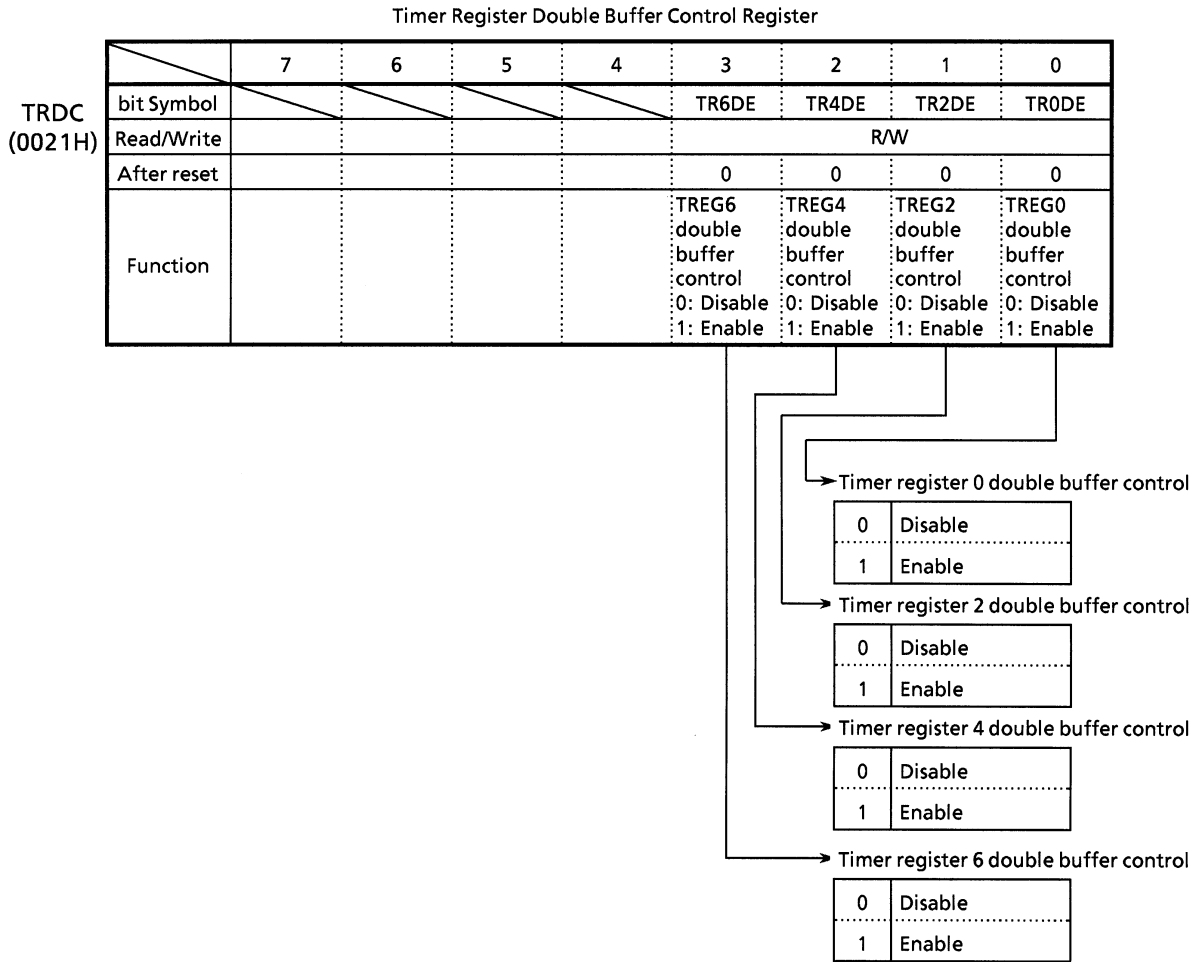 Timer Register Double Buffer Control Register
7 6 5 4 3 2 1 0
TRDC
(0021H)
bit Symbol TR6DE TR4DE TR2DE TR0DE
Read/Write R/W
After reset 0 0 0 0
Function
TREG6 TREG4 TREG2 TREG0
double double double double
buffer buffer buffer buffer
control control control control
0: Disable 0: Disable 0: Disable 0: Disable
1: Enable 1: Enable 1: Enable 1: Enable
Timer register 0 double buffer control
0 Disable
1 Enable
Timer register 2 double buffer control
0 Disable
1 Enable
Timer register 4 double buffer control
0 Disable
1 Enable
Timer register 6 double buffer control
0 Disable
1 Enable